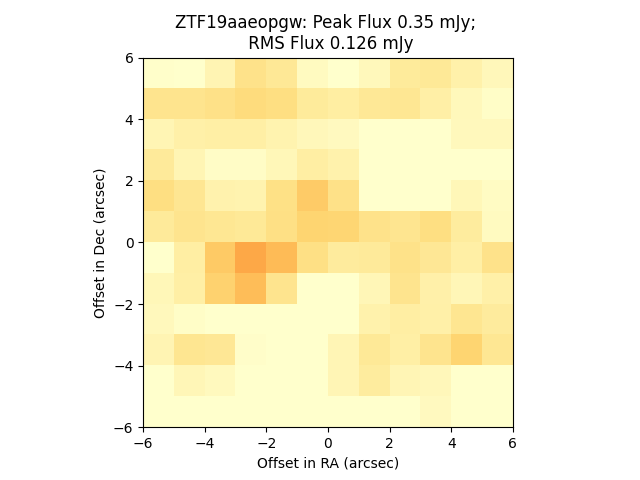 ZTF19aaeopgw: Peak Flux 0.35 mJy;
RMS Flux 0.126 mJy
6
4
2
0
−2
−4
−6
Offset in Dec (arcsec)
−6 −4 −2 0 2 4 6
Offset in RA (arcsec)